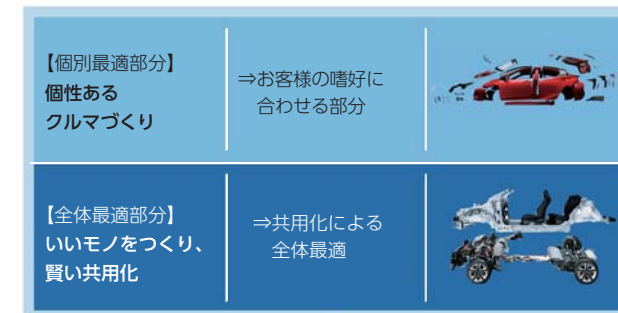 【個別最適部分】
個性ある
クルマづくり
⇒お客様の嗜好に
合わせる部分
【全体最適部分】
いいモノをつくり、
賢い共用化
⇒共用化による
全体最適